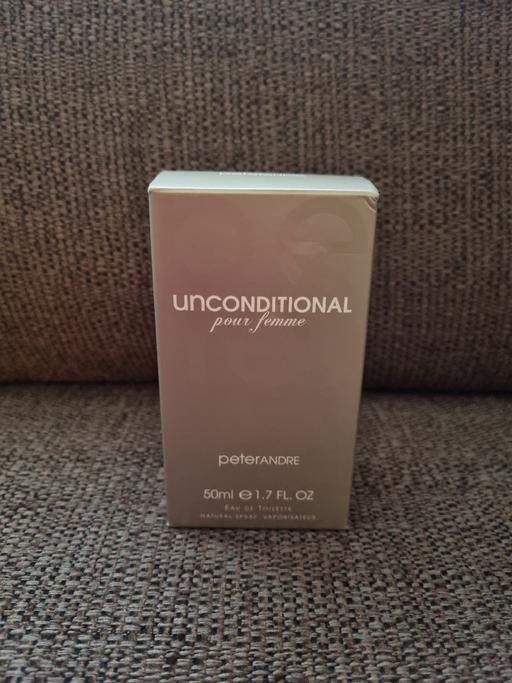 unCONDITIONAL
pour femme
peterANDRE
50ml ℮ 1.7 FL. OZ
EAU DE TOILETTE
NATURAL SPRAY VAPORISATEUR